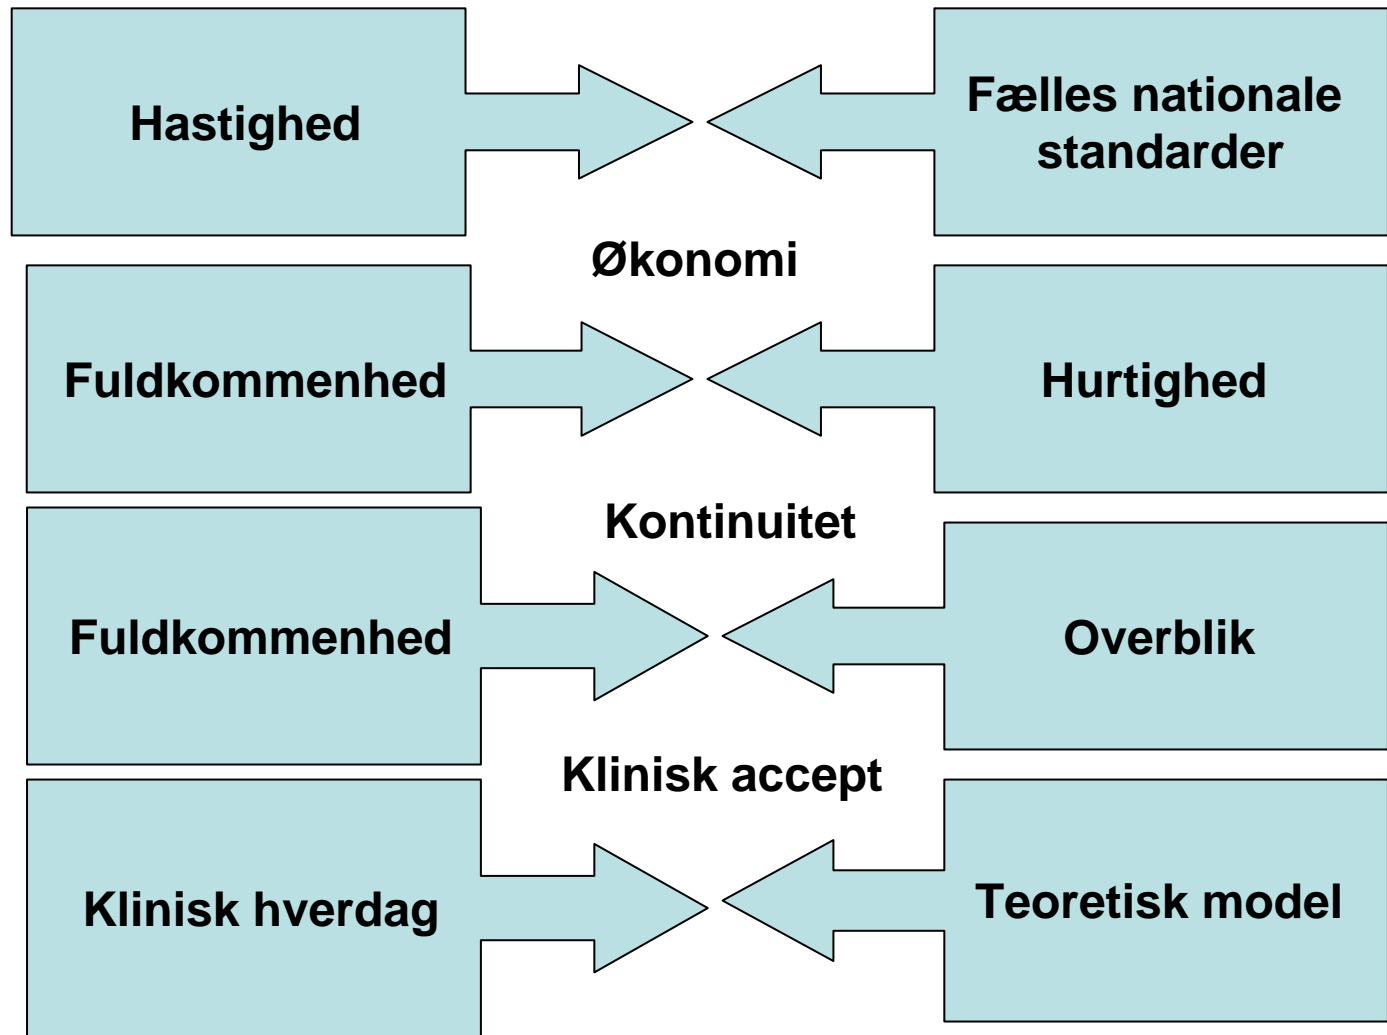 Hastighed
Fælles nationale
standarder
Økonomi
Fuldkommenhed
Hurtighed
Kontinuitet
Fuldkommenhed
Overblik
Klinisk accept
Klinisk hverdag
Teoretisk model